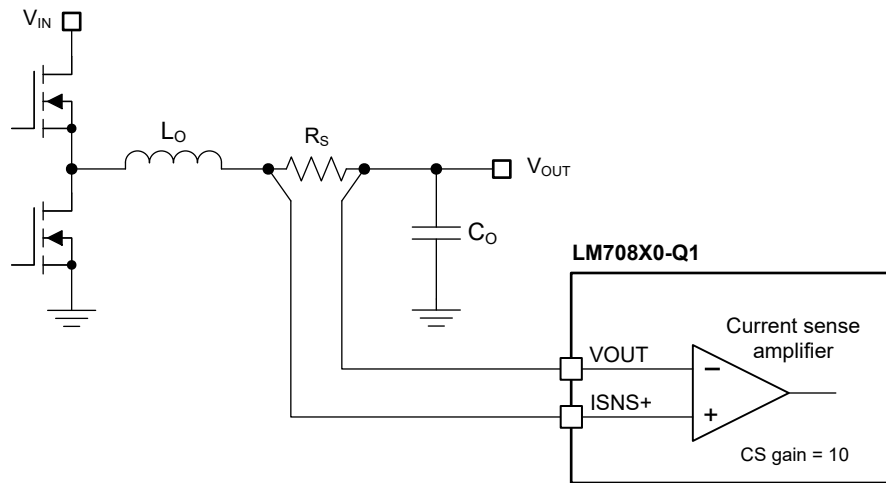 VIN
LO
RS
VOUT
CO
LM708X0-Q1
Current sense
amplifier
VOUT
−
ISNS+
+
CS gain = 10